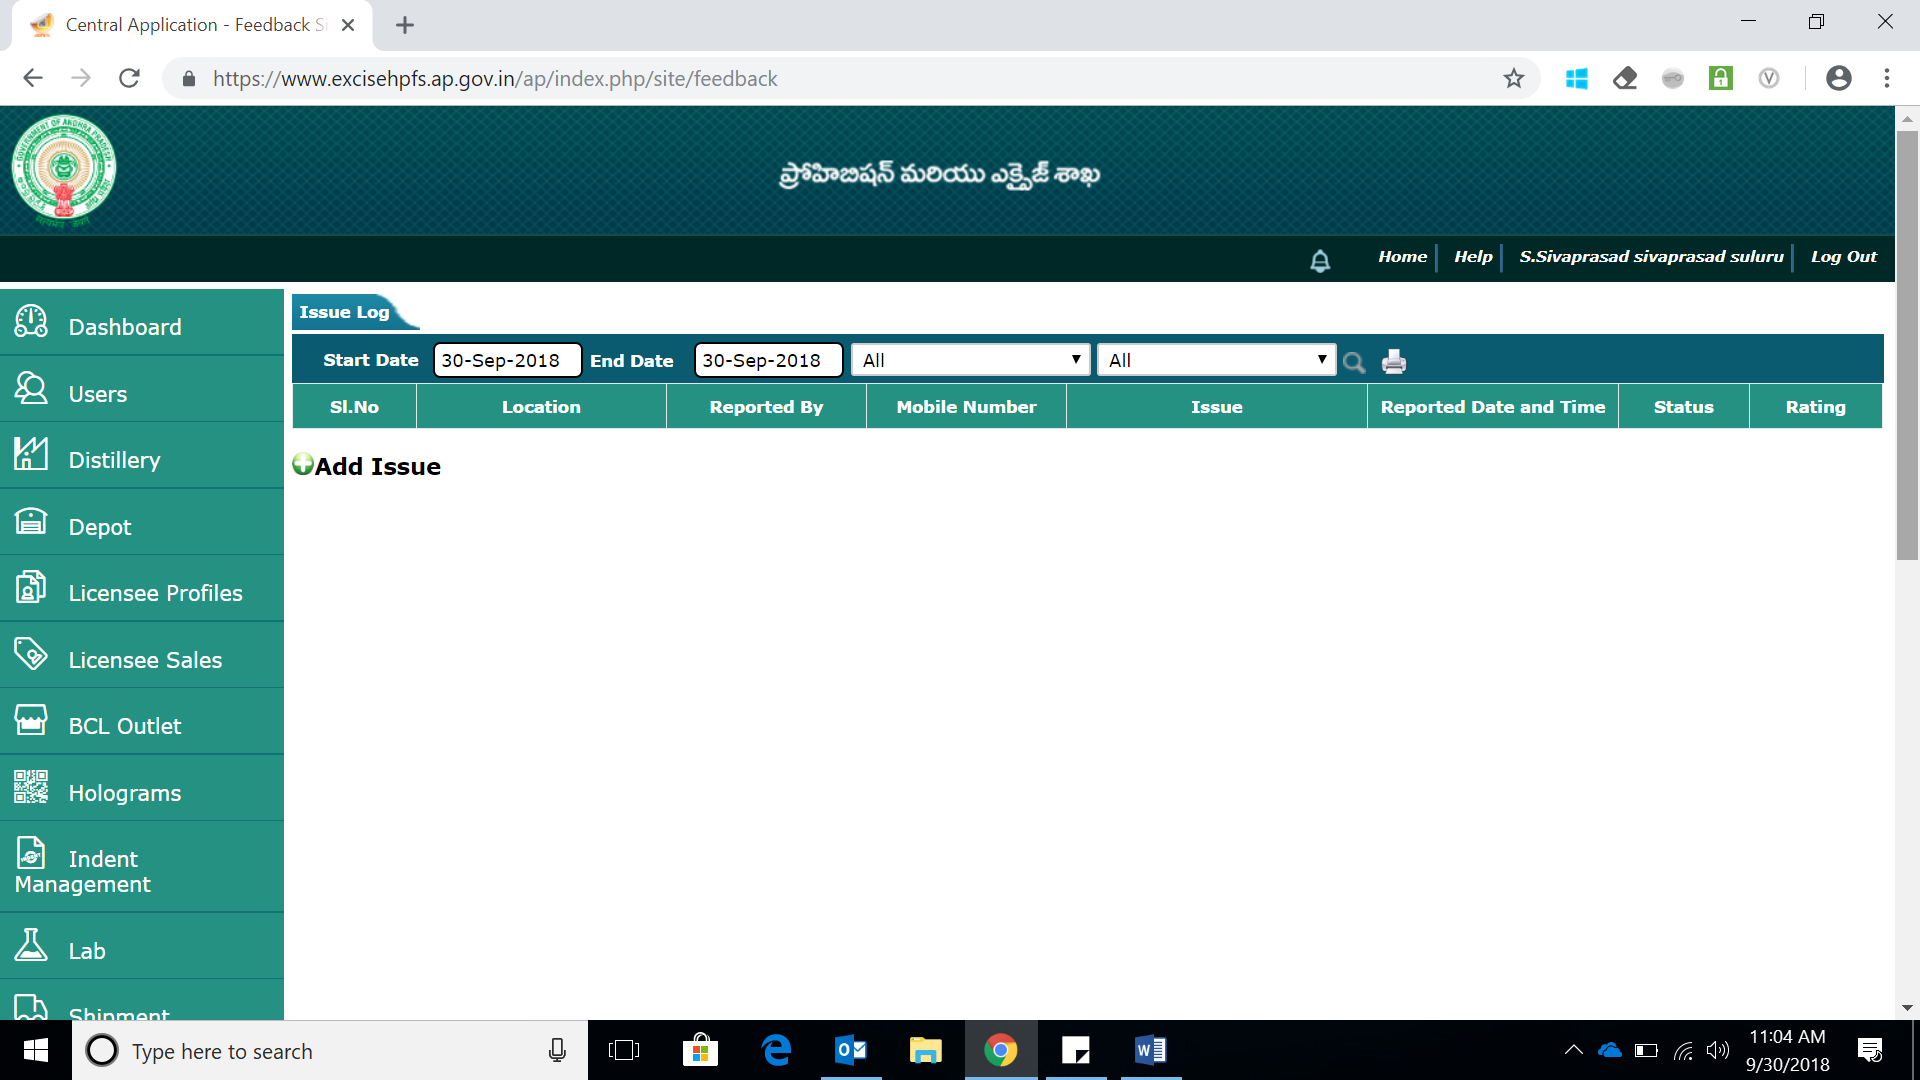 Central Application - Feedback S
https://www.excisehpfs.ap.gov.in/ap/index.php/site/feedback
GOVERNMENT OF ANDHRA PRADESH
ప్రోహిబిషన్ మరియు ఎక్సైజ్ శాఖ
Home Help S.Sivaprasad sivaprasad suluru Log Out
Dashboard
Users
Distillery
Depot
Licensee Profiles
Licensee Sales
BCL Outlet
Holograms
Indent
Management
Lab
Shipment
Issue Log
Start Date 30-Sep-2018 End Date 30-Sep-2018 All All
Sl.No Location Reported By Mobile Number Issue Reported Date and Time Status Rating
Add Issue
Type here to search
11:04 AM
9/30/2018